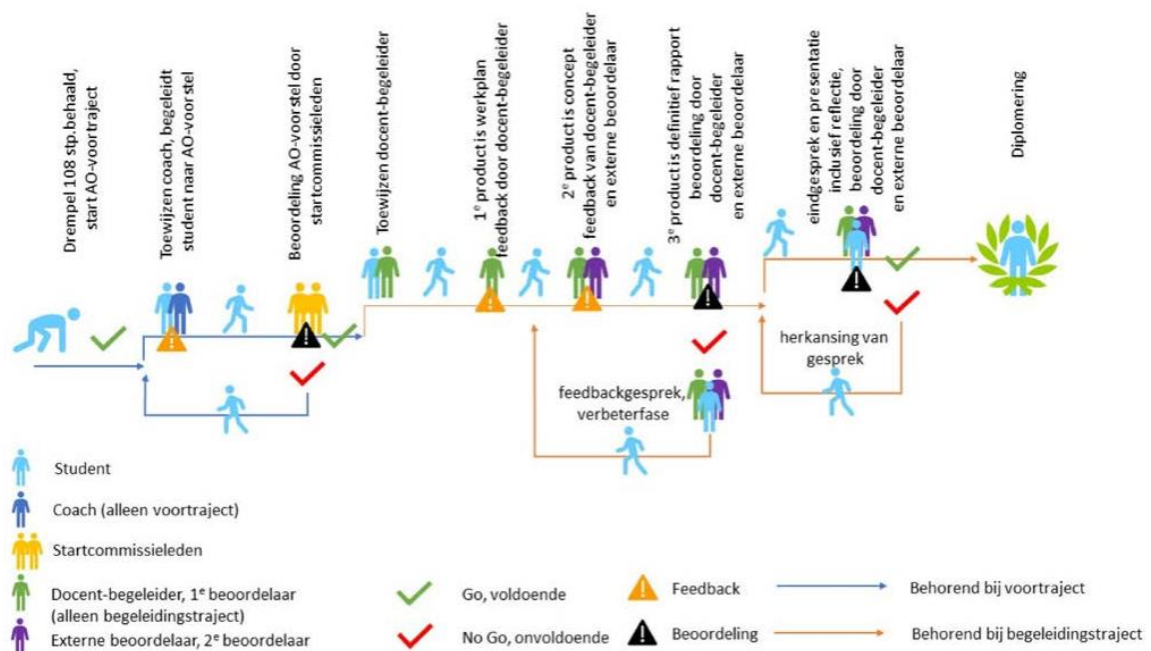 Drempel 108 stp.behaald,
start AO-voortraject
Toewijzen coach, begeleidt
student naar AO-voorstel
Beoordeling AO-voorstel door
startcommissieleden
Toewijzen docent-begeleider
1e product is werkplan
feedback door docent-begeleider
2e product is concept
feedback van docent-begeleider
en externe beoordelaar
3e product is definitief rapport
beoordeling door
docent-begeleider
en externe beoordelaar
eindgesprek en presentatie
inclusief reflectie,
beoordeling door
docent-begeleider
en externe beoordelaar
Diplomering
herkansing van
gesprek
feedbackgesprek,
verbeterfase
Student
Coach (alleen voortraject)
Startcommissieleden
Docent-begeleider, 1e beoordelaar
(alleen begeleidingstraject)
Externe beoordelaar, 2e beoordelaar
Go, voldoende
No Go, onvoldoende
Feedback
Beoordeling
Behorend bij voortraject
Behorend bij begeleidingstraject